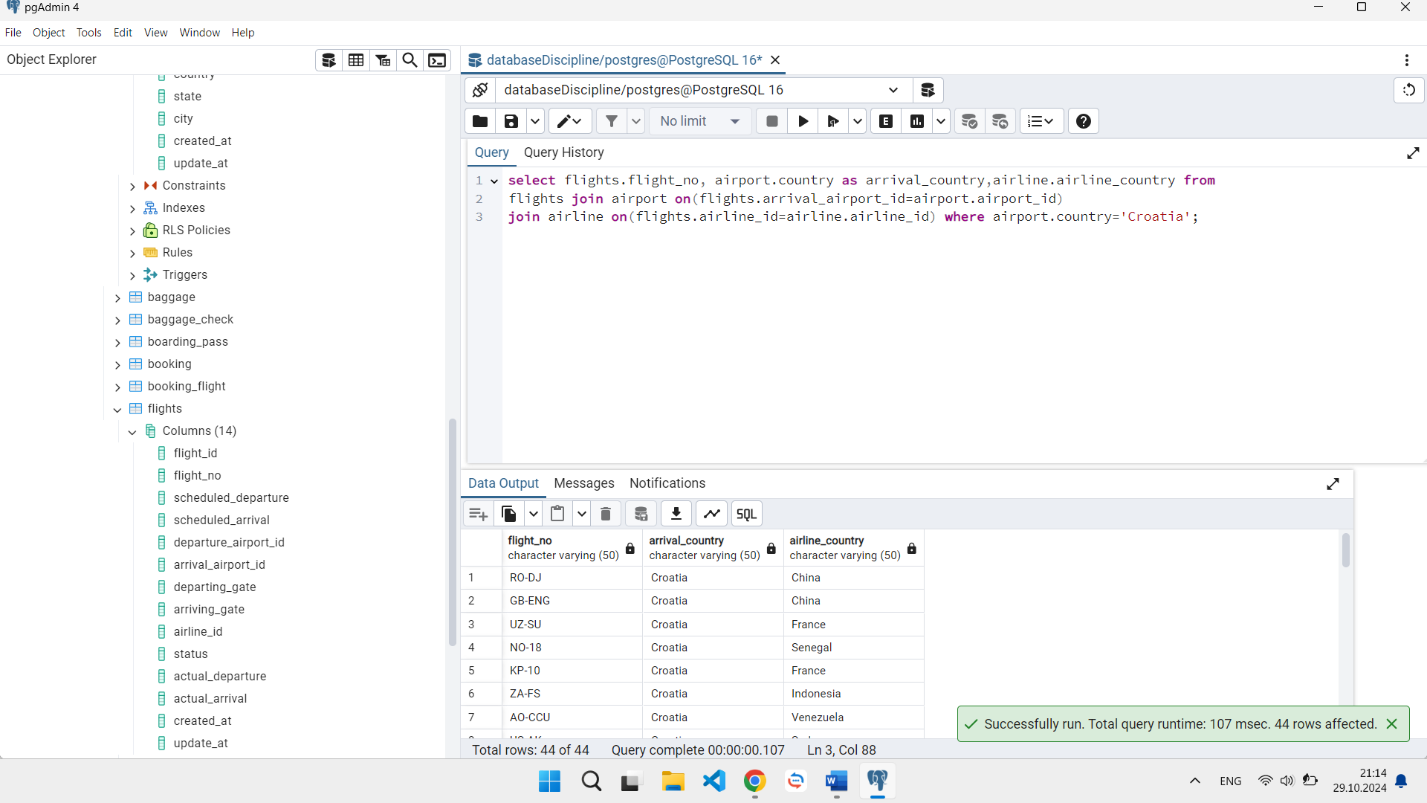 pgAdmin 4
File Object Tools Edit View Window Help
Object Explorer
databaseDiscipline/postgres@PostgreSQL 16*
country
state
city
created_at
update_at
Constraints
Indexes
RLS Policies
Rules
Triggers
baggage
baggage_check
boarding_pass
booking
booking_flight
flights
Columns (14)
flight_id
flight_no
scheduled_departure
scheduled_arrival
departure_airport_id
arrival_airport_id
departing_gate
arriving_gate
airline_id
status
actual_departure
actual_arrival
created_at
update_at
databaseDiscipline/postgres@PostgreSQL 16
No limit
E
Query Query History
1 select flights.flight_no, airport.country as arrival_country,airline.airline_country from
2 flights join airport on(flights.arrival_airport_id=airport.airport_id)
3 join airline on(flights.airline_id=airline.airline_id) where airport.country='Croatia';
Data Output Messages Notifications
SQL
flight_no arrival_country airline_country
character varying (50) character varying (50) character varying (50)
1 RO-DJ Croatia China
2 GB-ENG Croatia China
3 UZ-SU Croatia France
4 NO-18 Croatia Senegal
5 KP-10 Croatia France
6 ZA-FS Croatia Indonesia
7 AO-CCU Croatia Venezuela
Successfully run. Total query runtime: 107 msec. 44 rows affected.
Total rows: 44 of 44 Query complete 00:00:00.107 Ln 3, Col 88
ENG
21:14
29.10.2024